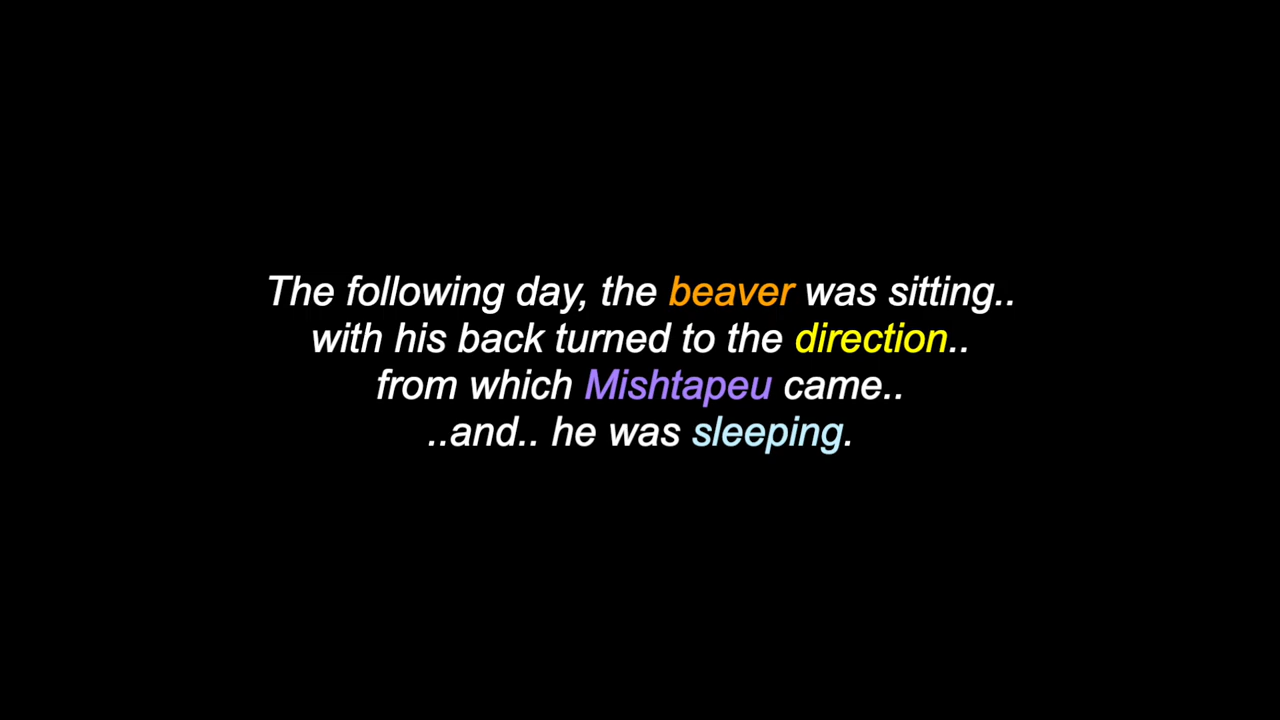 The following day, the beaver was sitting..
with his back turned to the direction..
from which Mishtapeu came..
..and.. he was sleeping.